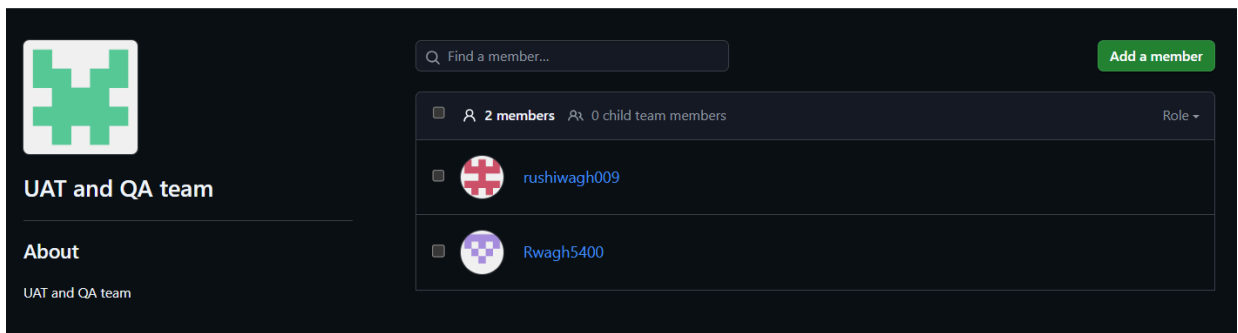 UAT and QA team
About
UAT and QA team
Find a member...
Add a member
2 members 0 child team members
Role
rushiwagh009
Rwagh5400